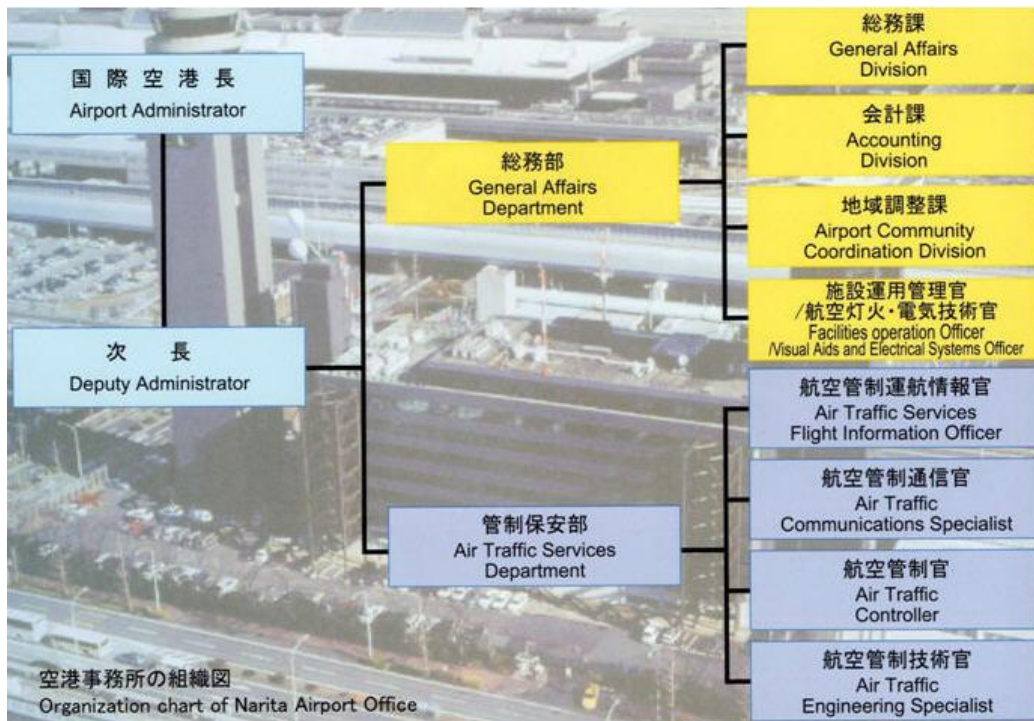 国際空港長
Airport Administrator
次　長
Deputy Administrator
総務部
General Affairs
Department
総務課
General Affairs
Division
会計課
Accounting
Division
地域調整課
Airport Community
Coordination Division
施設運用管理官
/航空灯火・電気技術官
Facilities operation Officer
/Visual Aids and Electrical Systems Officer
管制保安部
Air Traffic Services
Department
航空管制運航情報官
Air Traffic Services
Flight Information Officer
航空管制通信官
Air Traffic
Communications Specialist
航空管制官
Air Traffic
Controller
航空管制技術官
Air Traffic
Engineering Specialist
空港事務所の組織図
Organization chart of Narita Airport Office